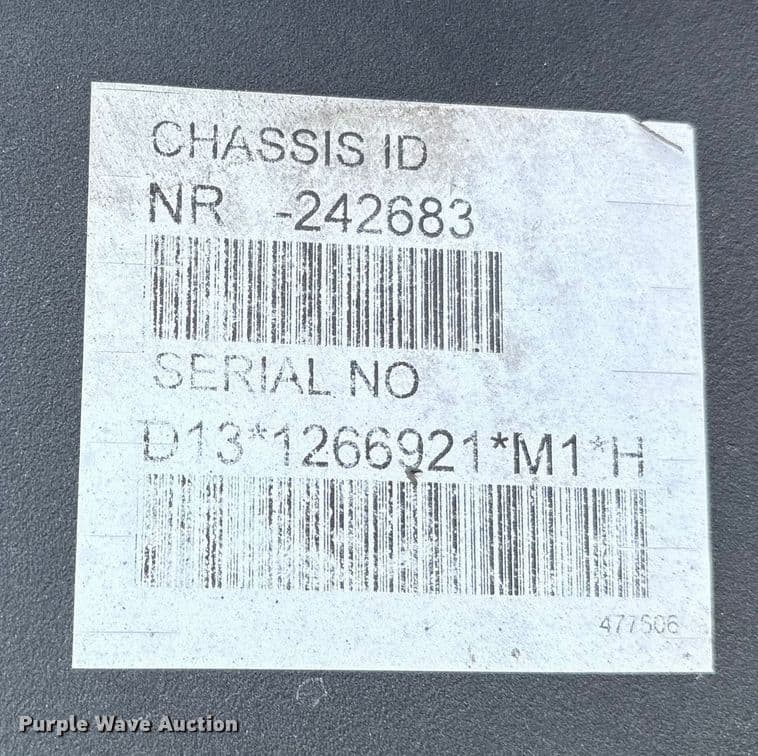 CHASSIS ID
NR -242683
SERIAL NO
D13*1266921*M1*H
477506
Purple Wave Auction